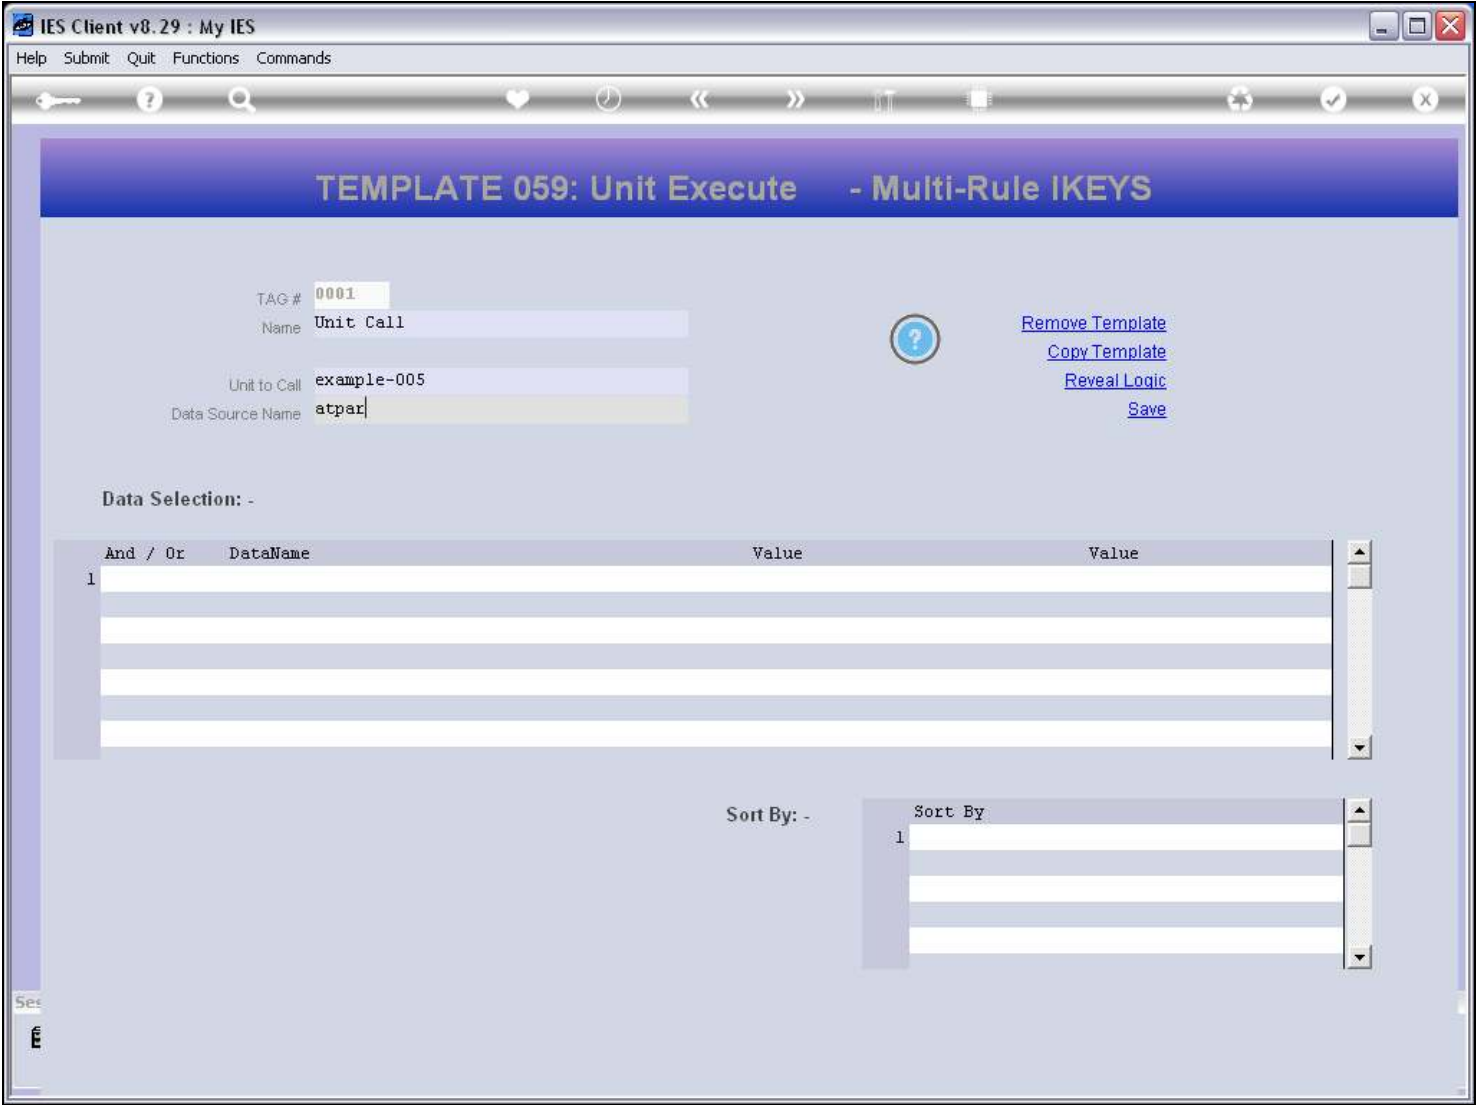 IES Client v8.29 : My IES
Help Submit Quit Functions Commands
TEMPLATE 059: Unit Execute - Multi-Rule IKEYS
TAG # 0001
Name Unit Call
Unit to Call example-005
Data Source Name atpar
Remove Template
Copy Template
Reveal Logic
Save
Data Selection: -
And / Or DataName Value Value
1
Sort By: -
Sort By
1
Ses